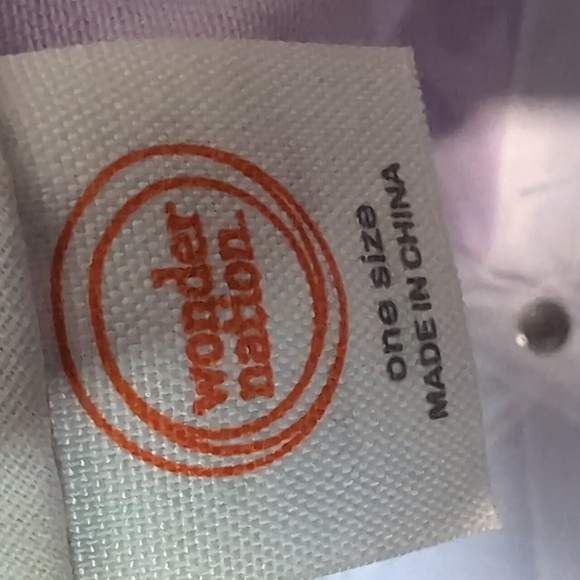 wonder
nation.
one size
MADE IN CHINA